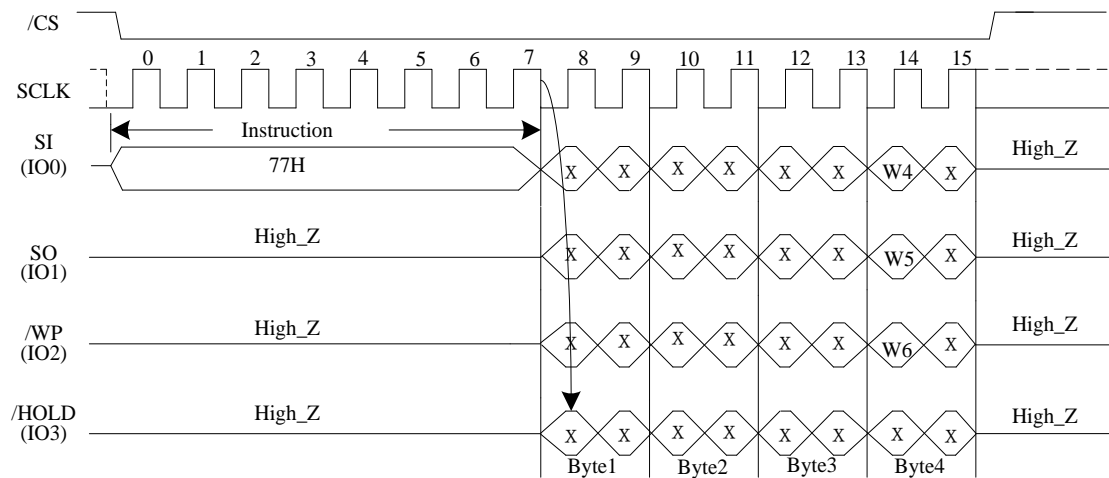 /CS
0 1 2 3 4 5 6 7 8 9 10 11 12 13 14 15
SCLK
Instruction
SI
(IO0)
77H
X X X X X X W4 X
High_Z
SO
(IO1)
High_Z
X X X X X X W5 X
High_Z
/WP
(IO2)
High_Z
X X X X X X W6 X
High_Z
/HOLD
(IO3)
High_Z
X X X X X X X X
High_Z
Byte1 Byte2 Byte3 Byte4